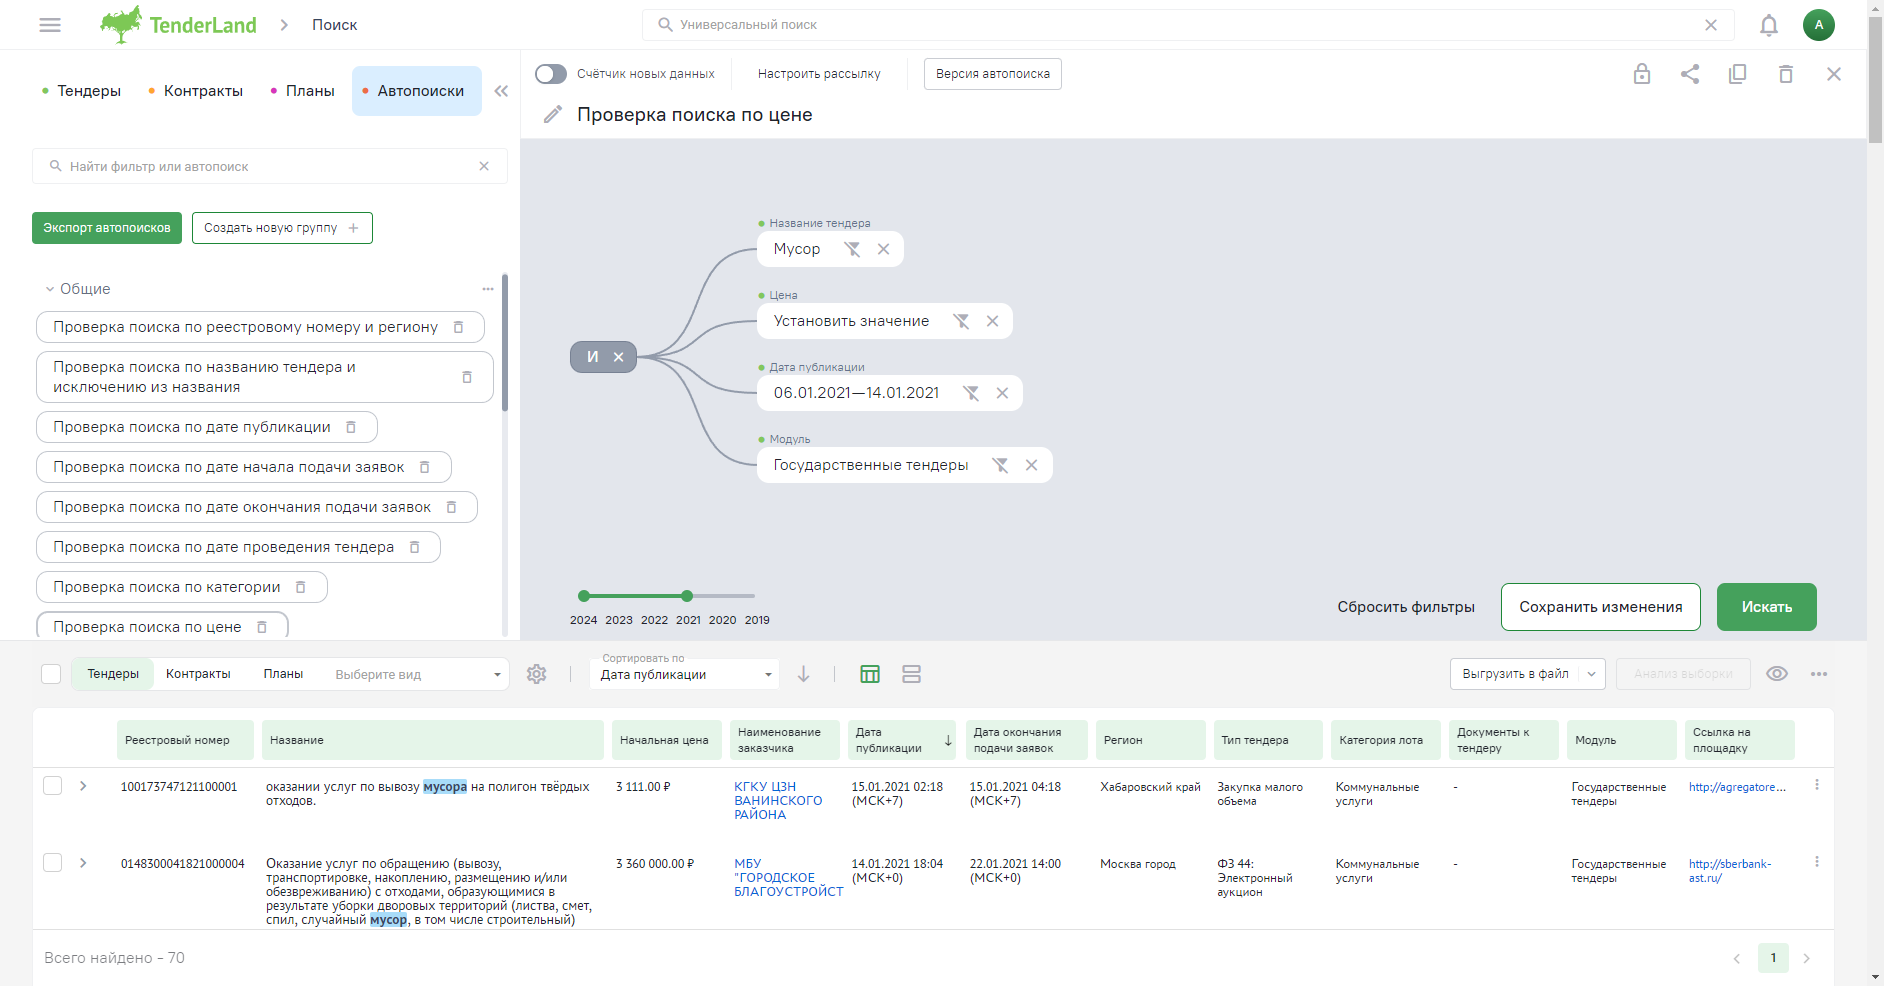 TenderLand
Поиск
Универсальный поиск
А
Тендеры
Контракты
Планы
Автопоиски
Счётчик новых данных
Настроить рассылку
Версия автопоиска
Проверка поиска по цене
Найти фильтр или автопоиск
Экспорт автопоисков
Создать новую группу
Общие
Проверка поиска по реестровому номеру и региону
Проверка поиска по названию тендера и
исключению из названия
Проверка поиска по дате публикации
Проверка поиска по дате начала подачи заявок
Проверка поиска по дате окончания подачи заявок
Проверка поиска по дате проведения тендера
Проверка поиска по категории
Проверка поиска по цене
И
Название тендера
Мусор
Цена
Установить значение
Дата публикации
06.01.2021—14.01.2021
Модуль
Государственные тендеры
2024 2023 2022 2021 2020 2019
Сбросить фильтры
Сохранить изменения
Искать
Тендеры
Контракты
Планы
Выберите вид
Сортировать по
Дата публикации
Выгрузить в файл
Анализ выборки
Реестровый номер
Название
Начальная цена
Наименование
заказчика
Дата
публикации
Дата окончания
подачи заявок
Регион
Тип тендера
Категория лота
Документы к
тендеру
Модуль
Ссылка на
площадку
100173747121100001
оказании услуг по вывозу мусора на полигон твёрдых
отходов.
3 111.00 ₽
КГКУ ЦЗН
ВАНИНСКОГО
РАЙОНА
15.01.2021 02:18
(МСК+7)
15.01.2021 04:18
(МСК+7)
Хабаровский край
Закупка малого
объема
Коммунальные
услуги
-
Государственные
тендеры
http://agregatore...
0148300041821000004
Оказание услуг по обращению (вывозу,
транспортировке, накоплению, размещению и/или
обезвреживанию) с отходами, образующимися в
результате уборки дворовых территорий (листва, смет,
спил, случайный мусор, в том числе строительный)
3 360 000.00 ₽
МБУ
"ГОРОДСКОЕ
БЛАГОУСТРОЙСТ
14.01.2021 18:04
(МСК+0)
22.01.2021 14:00
(МСК+0)
Москва город
ФЗ 44:
Электронный
аукцион
Коммунальные
услуги
-
Государственные
тендеры
http://sberbank-
ast.ru/
Всего найдено - 70
1